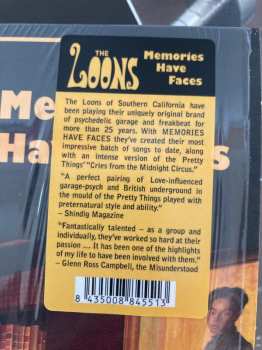 THE
LOONS
Memories
Have
Faces
The Loons of Southern California have
been playing their uniquely original brand
of psychedelic garage and freakbeat for
more than 25 years. With MEMORIES
HAVE FACES they've created their most
impressive batch of songs to date, along
with an intense version of the Pretty
Things' "Cries from the Midnight Circus."
"A perfect pairing of Love-influenced
garage-psych and British underground in
the mould of the Pretty Things played with
preternatural style and ability."
– Shindig Magazine
"Fantastically talented – as a group and
individually, they've worked so hard at their
passion .... It has been one of the highlights
of my life to have been involved with them."
– Glenn Ross Campbell, the Misunderstood
8 435008 845513
Me
Hav
s